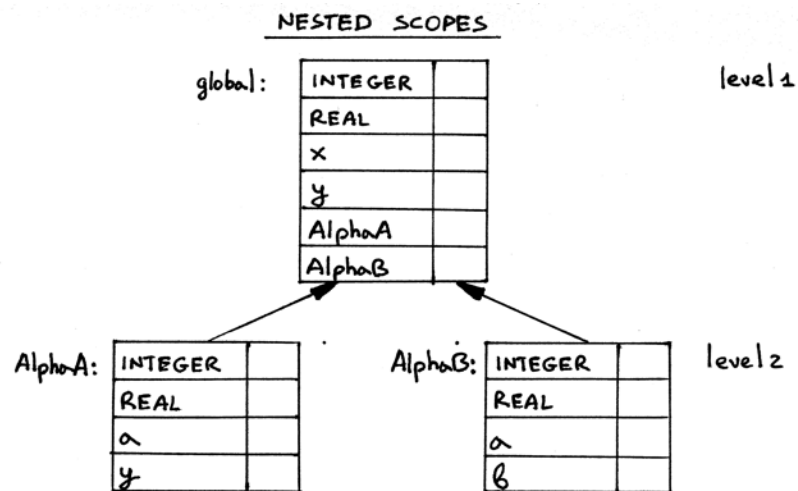 NESTED SCOPES
global:
level 1
INTEGER
REAL
x
y
AlphaA
AlphaB
AlphaA:
INTEGER
REAL
a
y
AlphaB:
INTEGER
REAL
a
b
level 2